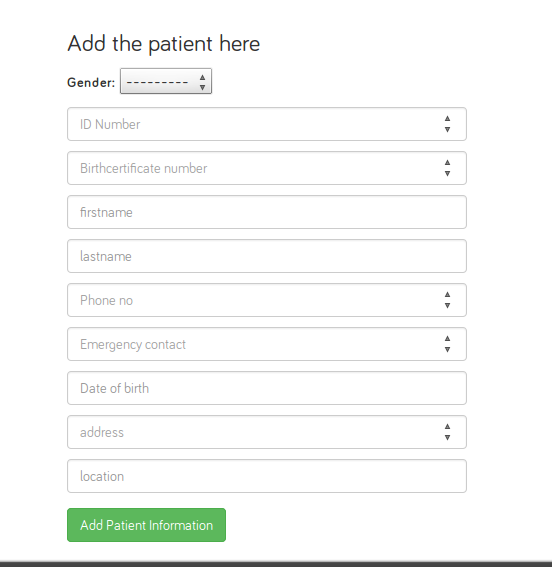 Add the patient here
Gender: ---------
ID Number
Birthcertificate number
firstname
lastname
Phone no
Emergency contact
Date of birth
address
location
Add Patient Information